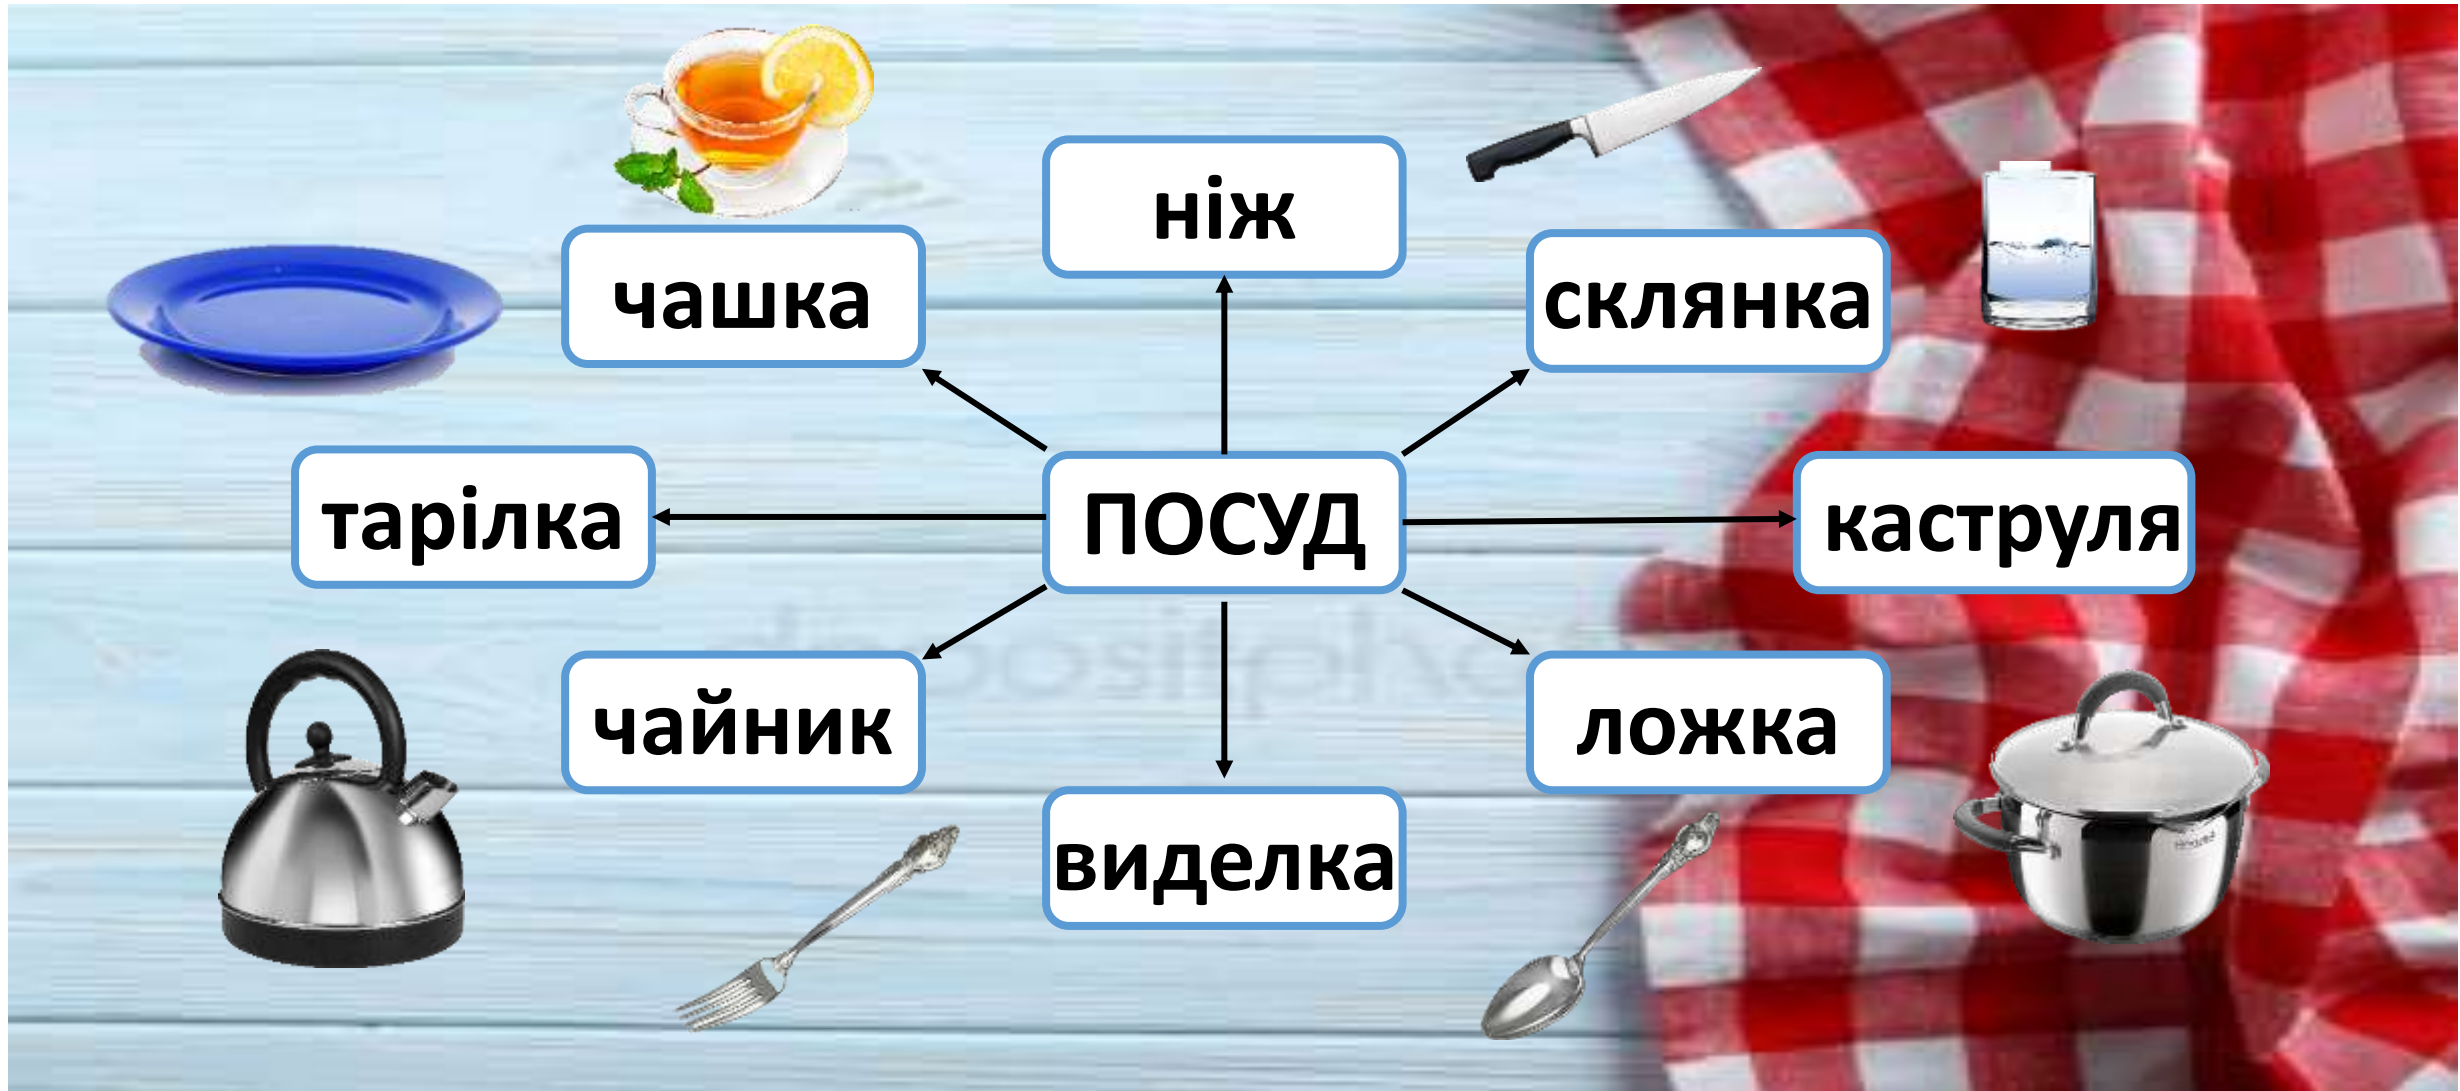 ніж
чашка
склянка
тарілка
ПОСУД
каструля
чайник
ложка
виделка